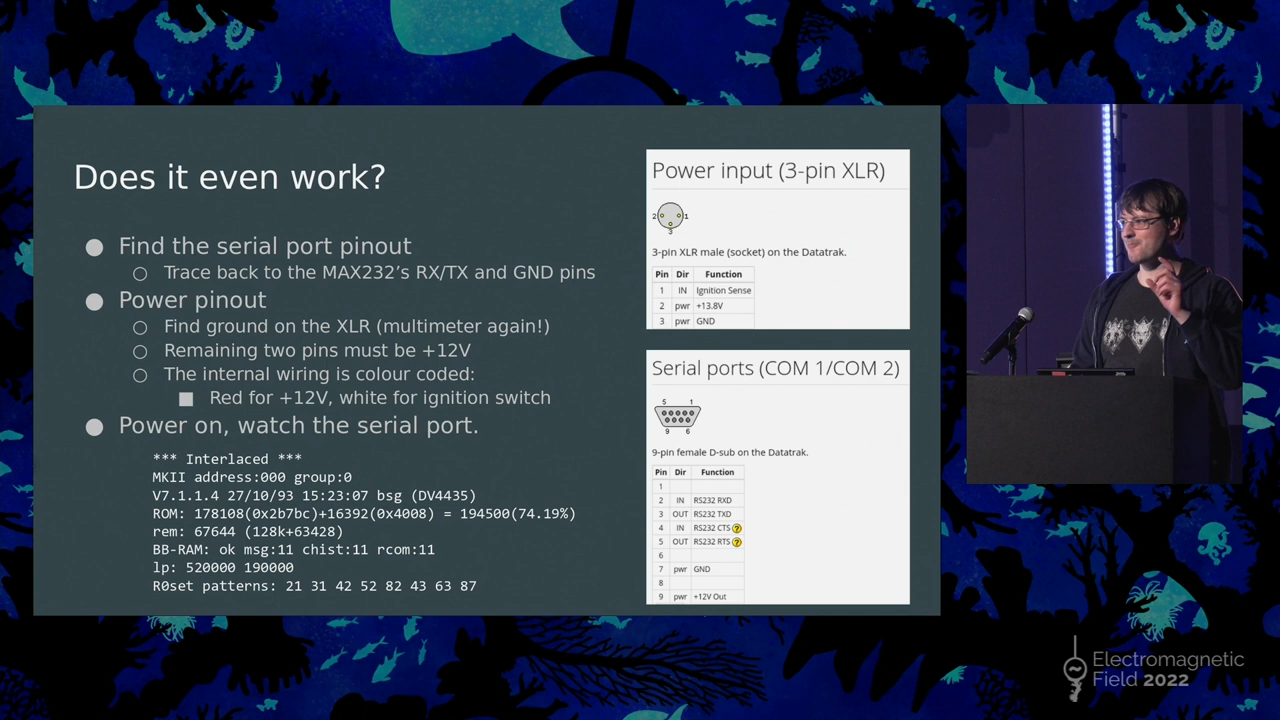 Does it even work?
● Find the serial port pinout
○ Trace back to the MAX232's RX/TX and GND pins
● Power pinout
○ Find ground on the XLR (multimeter again!)
○ Remaining two pins must be +12V
○ The internal wiring is colour coded:
■ Red for +12V, white for ignition switch
● Power on, watch the serial port.
*** Interlaced ***
MKII address:000 group:0
V7.1.1.4 27/10/93 15:23:07 bsg (DV4435)
ROM: 178108(0x2b7bc)+16392(0x4008) = 194500(74.19%)
rem: 67644 (128k+63428)
BB-RAM: ok msg:11 chist:11 rcom:11
lp: 520000 190000
R0set patterns: 21 31 42 52 82 43 63 87
Power input (3-pin XLR)
2 1
3
3-pin XLR male (socket) on the Datatrak.
Pin Dir Function
1 IN Ignition Sense
2 pwr +13.8V
3 pwr GND
Serial ports (COM 1/COM 2)
5 1
9 6
9-pin female D-sub on the Datatrak.
Pin Dir Function
1
2 IN RS232 RXD
3 OUT RS232 TXD
4 IN RS232 CTS ?
5 OUT RS232 RTS ?
6
7 pwr GND
8
9 pwr +12V Out
Electromagnetic
Field 2022